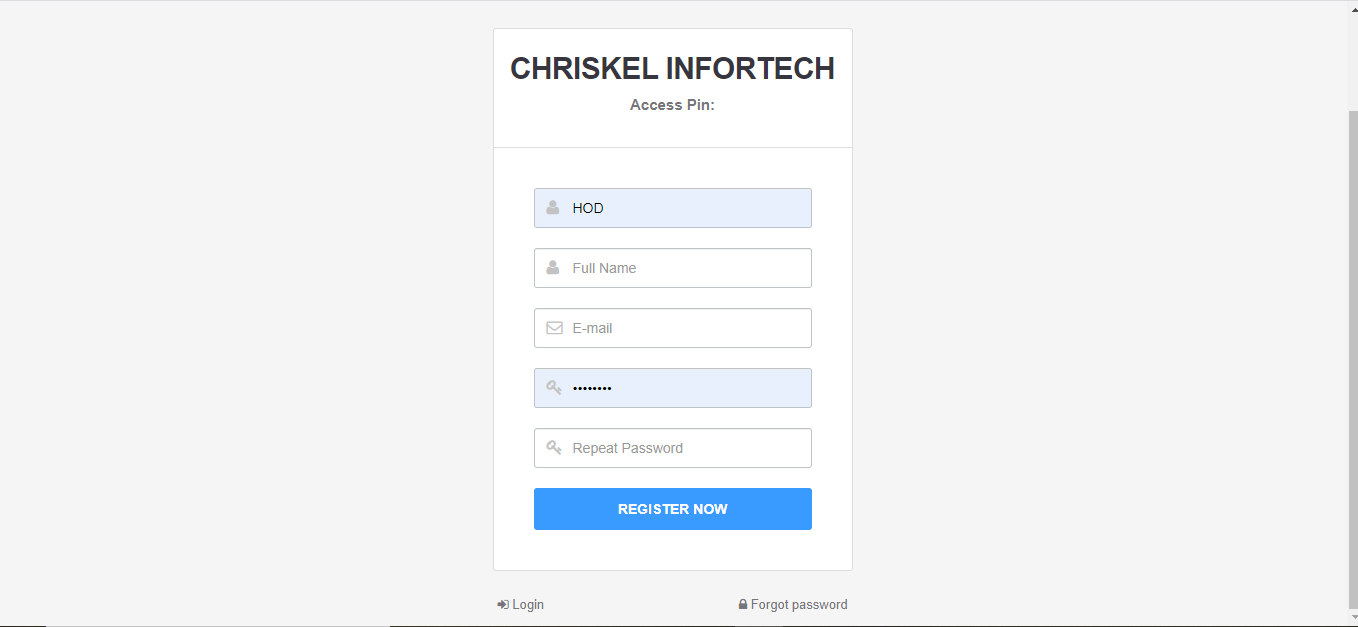 CHRISKEL INFORTECH
Access Pin:
HOD
Full Name
E-mail
••••••••
Repeat Password
REGISTER NOW
Login
Forgot password